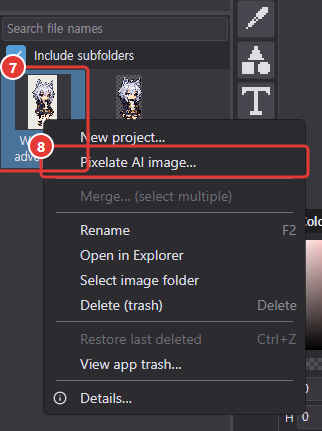 Search file names
Include subfolders
7
8
New project...
Pixelate AI image...
Merge... (select multiple)
Rename F2
Open in Explorer
Select image folder
Delete (trash) Delete
Restore last deleted Ctrl+Z
View app trash...
Details...
H 0